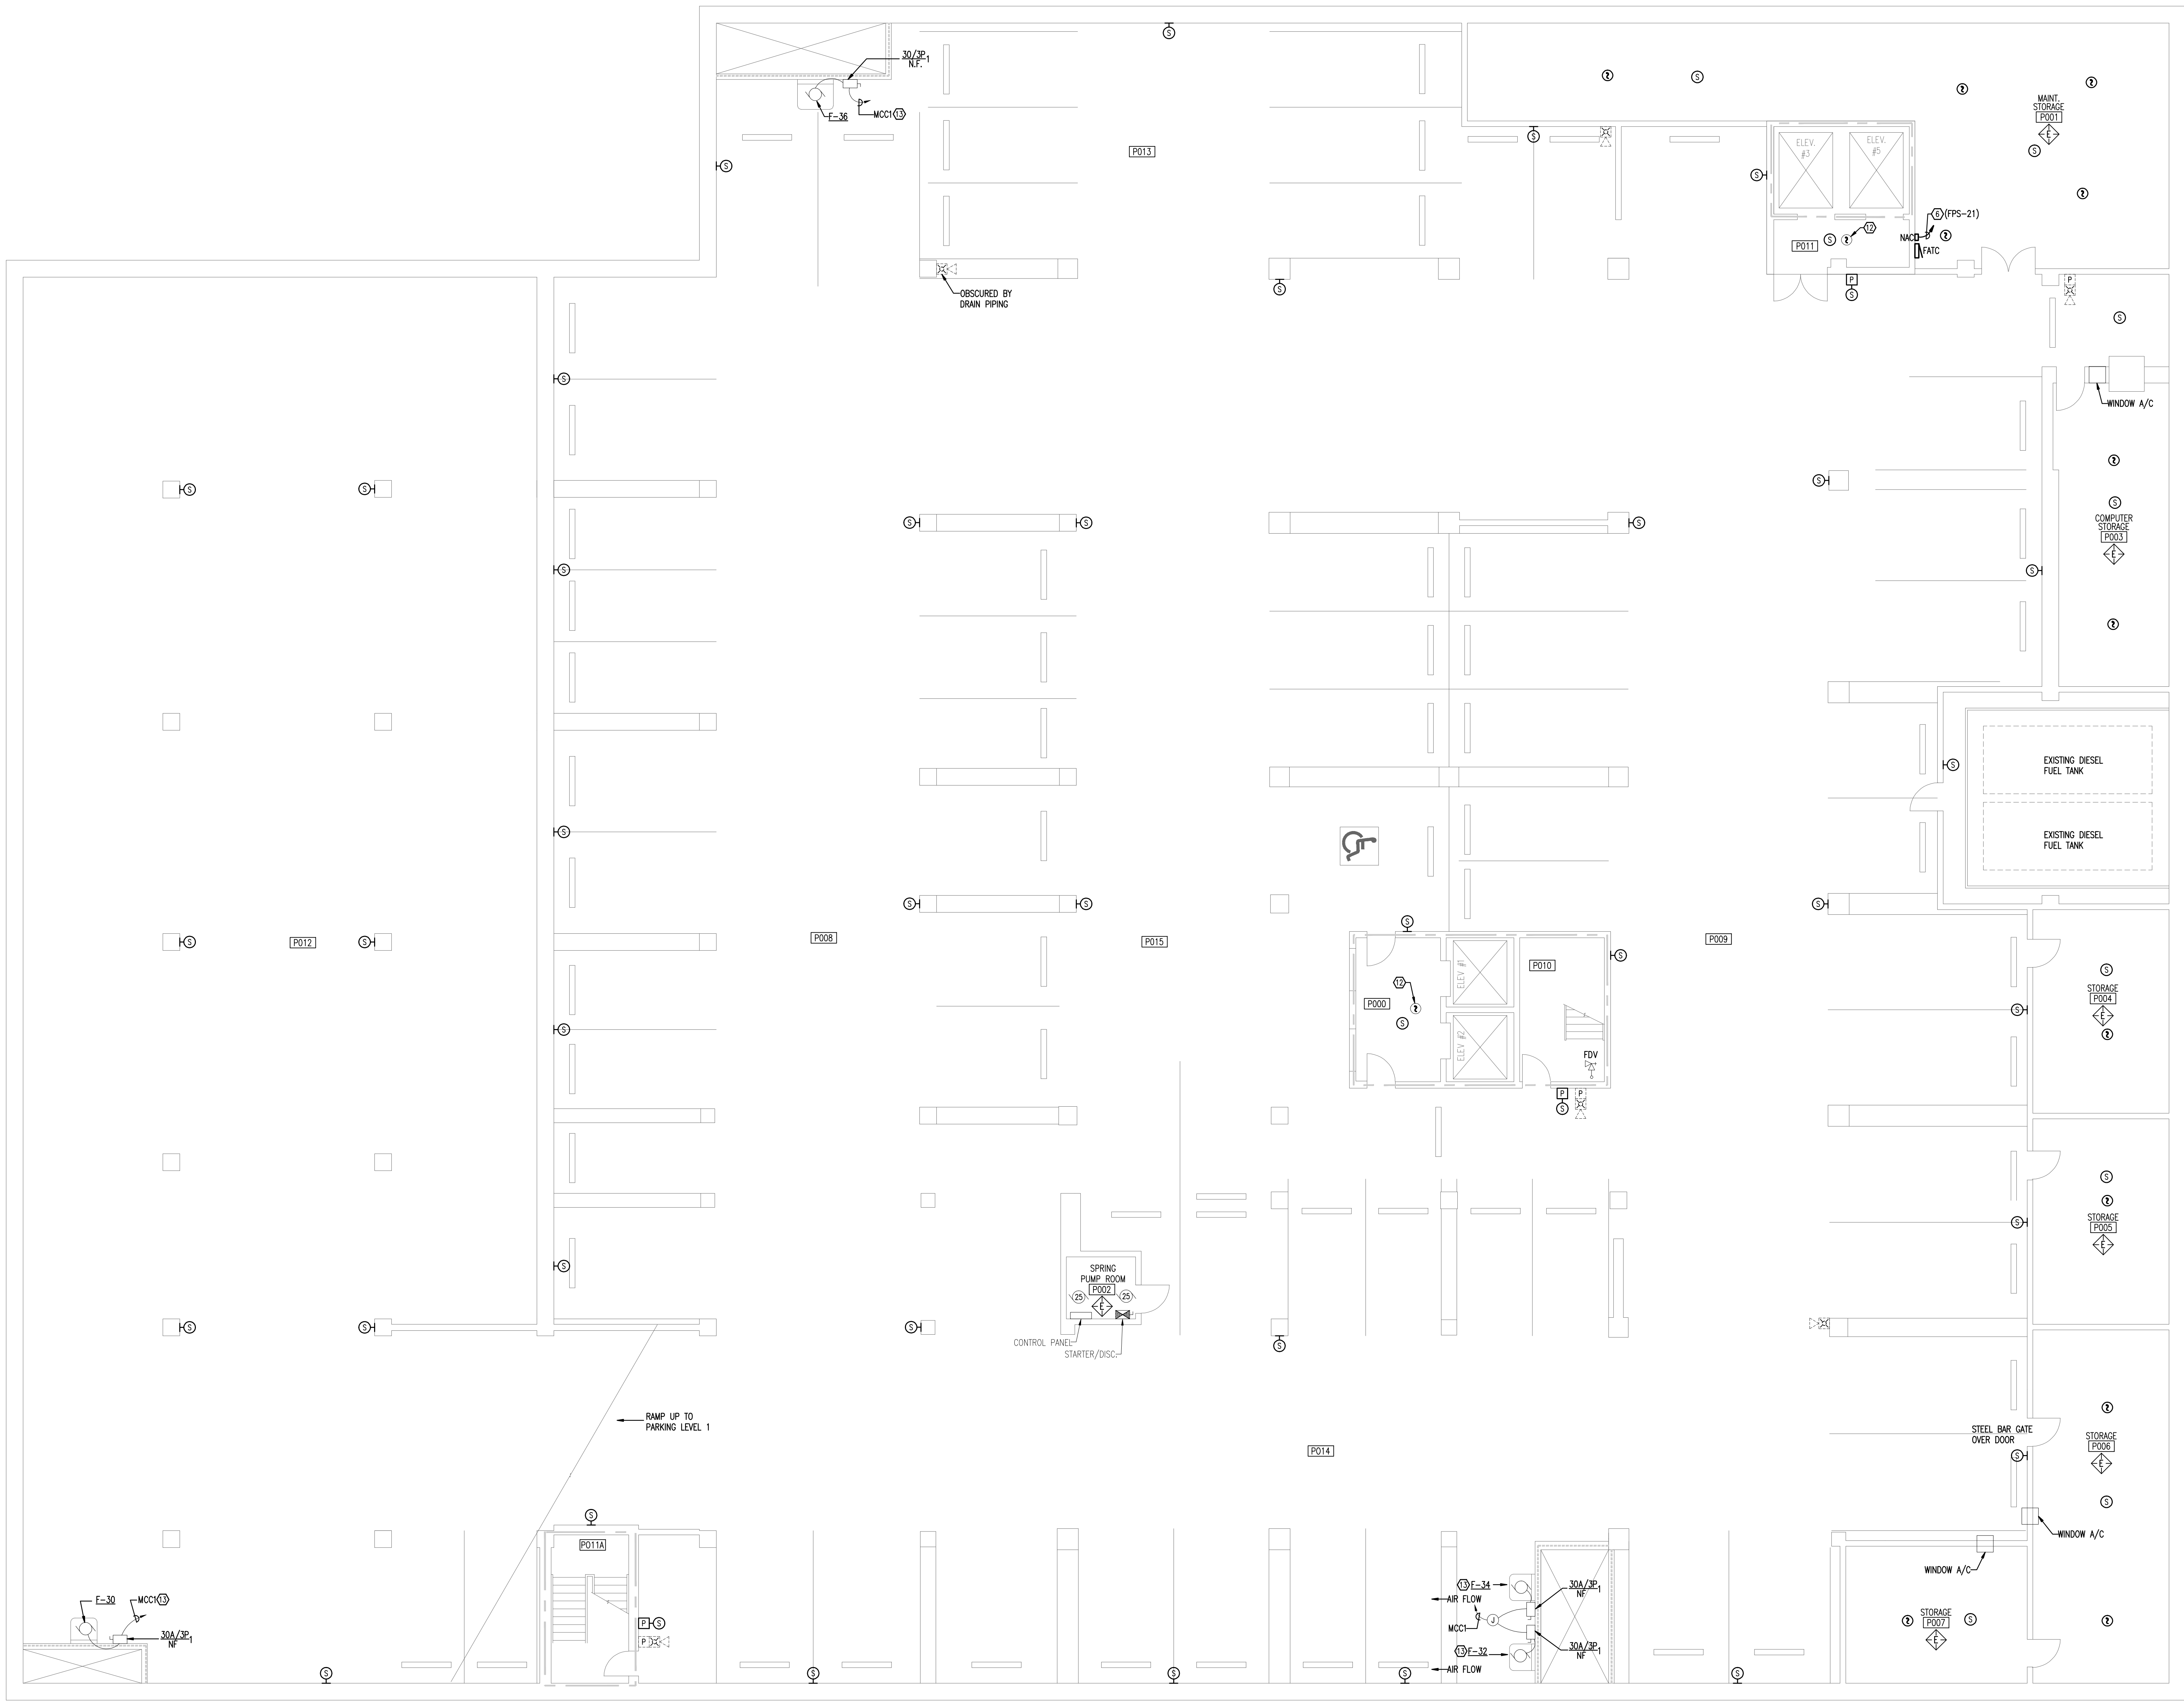 S
30/3P
1
N.F.
F-36
MCC1 13
S
P013
S
S
MAINT.
STORAGE
P001
E
S
ELEV.
#3
ELEV.
#5
S
S
6 (FPS-21)
12
NAC
FATC
P011
S
P
S
P
OBSCURED BY
DRAIN PIPING
S
S
S
WINDOW A/C
S
S
S
S
S
S
S
COMPUTER
STORAGE
P003
E
S
S
EXISTING DIESEL
FUEL TANK
S
S
EXISTING DIESEL
FUEL TANK
S
S
S
S
S
S
P012
P008
P015
P009
ELEV #1
P010
S
12
P000
S
ELEV #2
FDV
P
P
S
S
STORAGE
P004
E
S
S
S
STORAGE
P005
E
S
S
SPRING
PUMP ROOM
P002
25
25
E
CONTROL PANEL
STARTER/DISC.
S
S
S
S
RAMP UP TO
PARKING LEVEL 1
P014
STEEL BAR GATE
OVER DOOR
STORAGE
P006
E
S
S
S
P011A
WINDOW A/C
WINDOW A/C
F-30
MCC1 13
30A/3P
1
NF
P
S
P
13 F-34
AIR FLOW
30A/3P
1
NF
J
MCC1
30A/3P
1
NF
13 F-32
AIR FLOW
STORAGE
P007
E
S
S
S
S
S
S